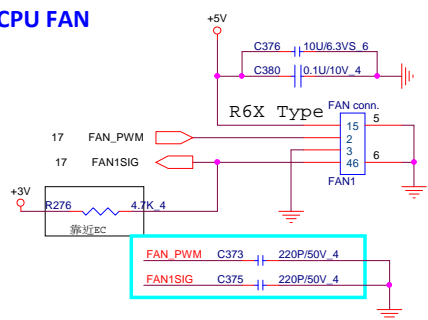 CPU FAN
+5V
C376 10U/6.3VS_6
C380 0.1U/10V_4
R6X Type
FAN conn.
15 5
17 FAN_PWM 2
3
17 FAN1SIG 46 6
FAN1
+3V
R276 4.7K_4
靠近EC
FAN_PWM C373 220P/50V_4
FAN1SIG C375 220P/50V_4